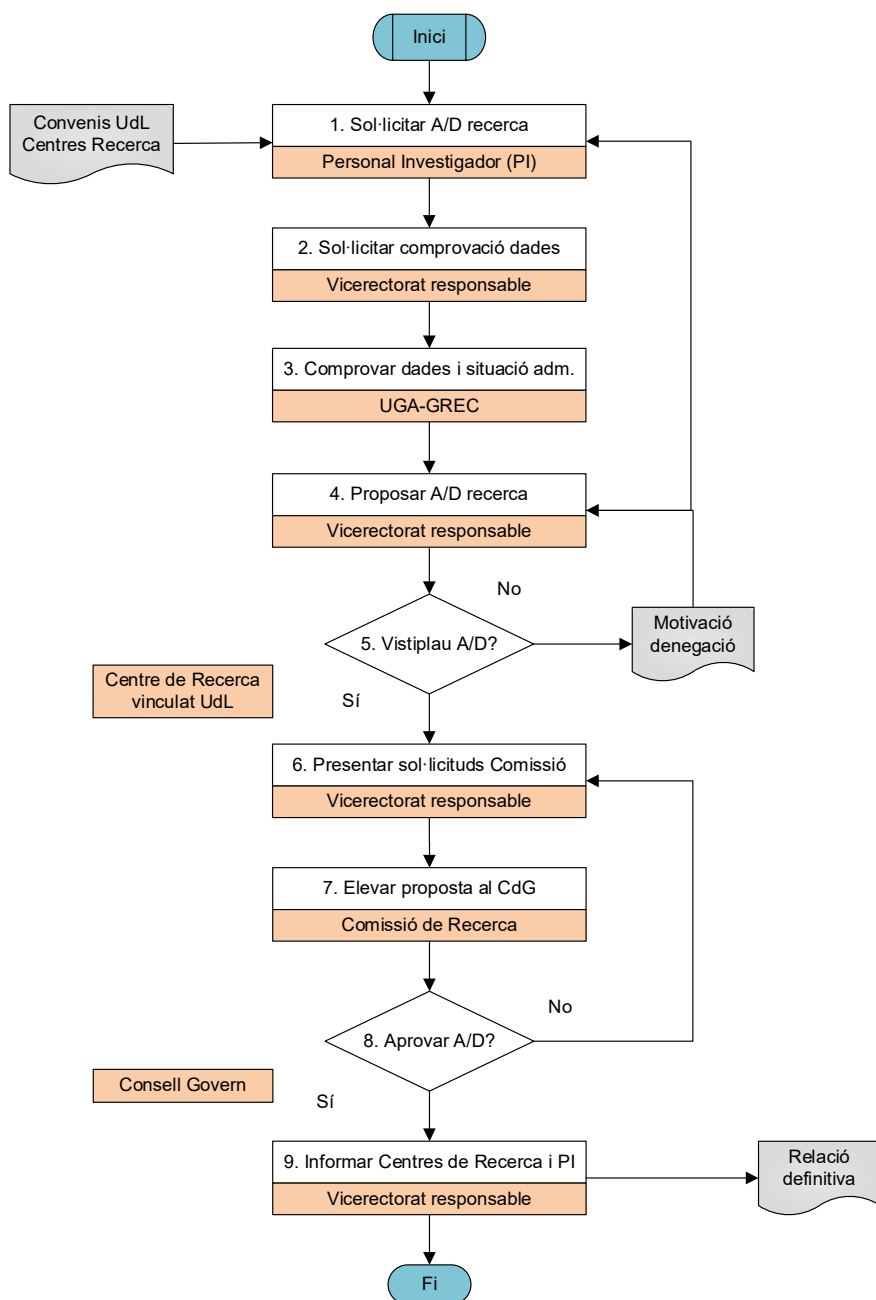 Inici
Convenis UdL
Centres Recerca
1. Sol·licitar A/D recerca
Personal Investigador (PI)
2. Sol·licitar comprovació dades
Vicerectorat responsable
3. Comprovar dades i situació adm.
UGA-GREC
4. Proposar A/D recerca
Vicerectorat responsable
No
5. Vistiplau A/D?
Motivació
denegació
Centre de Recerca
vinculat UdL
Sí
6. Presentar sol·licituds Comissió
Vicerectorat responsable
7. Elevar proposta al CdG
Comissió de Recerca
No
8. Aprovar A/D?
Consell Govern
Sí
9. Informar Centres de Recerca i PI
Vicerectorat responsable
Relació
definitiva
Fi